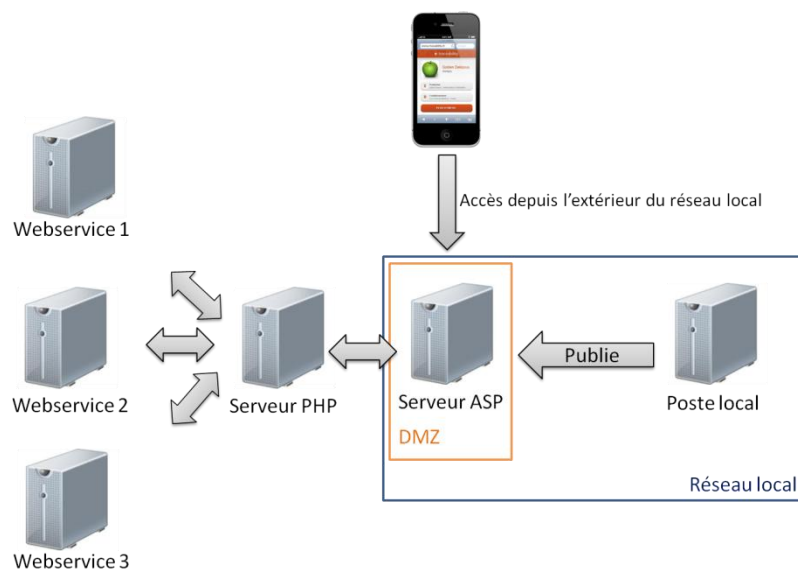 Accès depuis l'extérieur du réseau local
Webservice 1
Publie
Webservice 2
Serveur PHP
Serveur ASP
Poste local
DMZ
Réseau local
Webservice 3